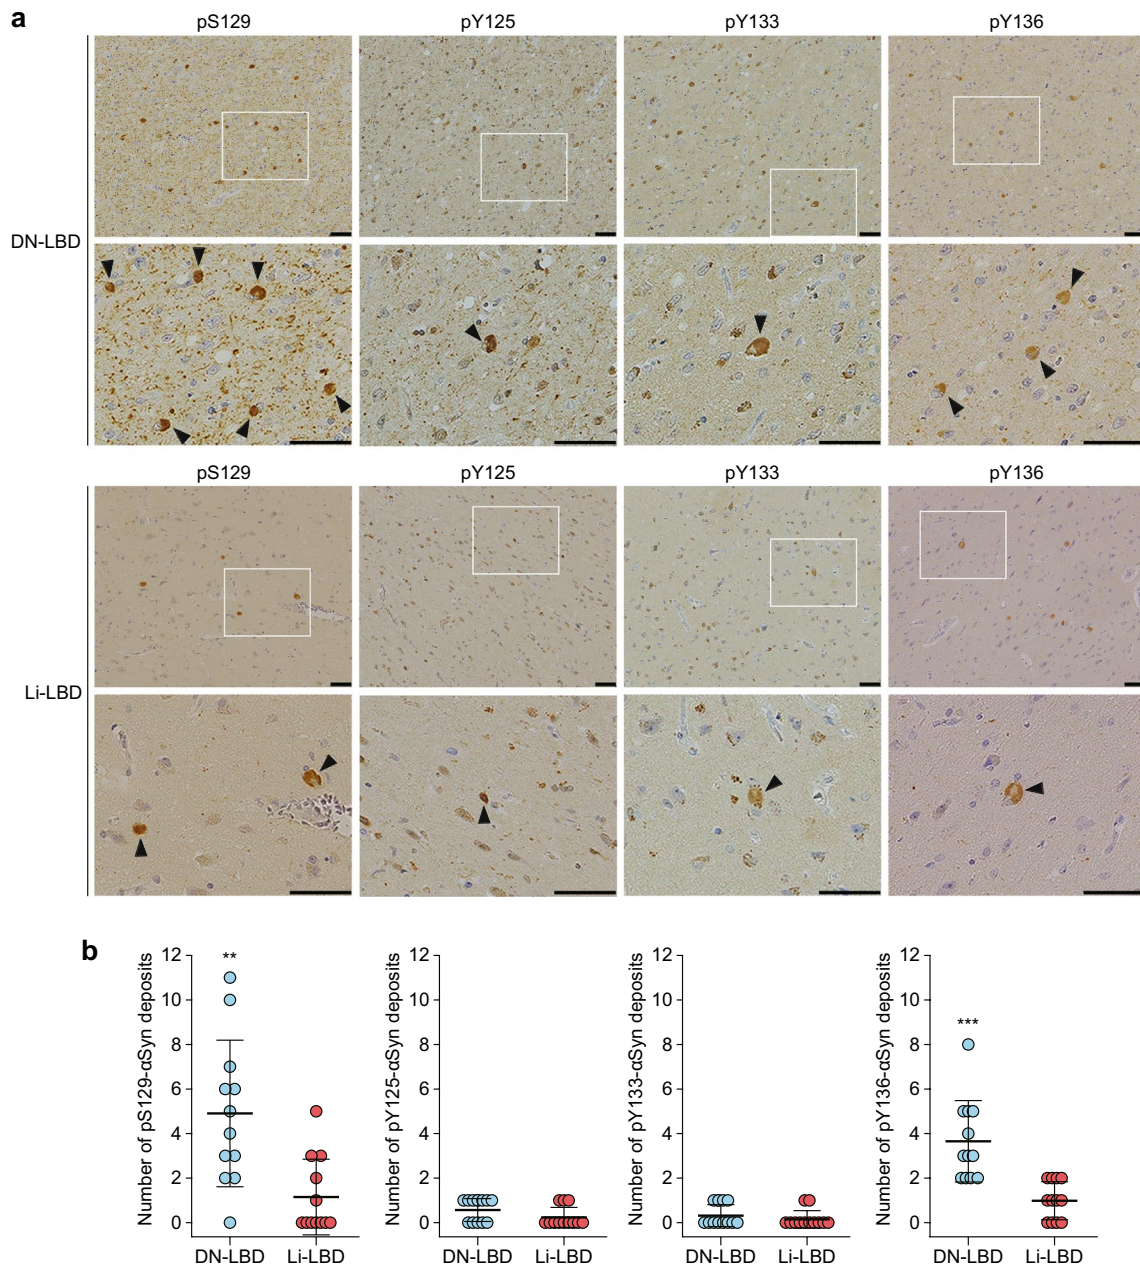 a
pS129 pY125 pY133 pY136
DN-LBD
pS129 pY125 pY133 pY136
Li-LBD
b
Number of pS129-αSyn deposits
12
10
8
6
4
2
0
**
DN-LBD Li-LBD
Number of pY125-αSyn deposits
12
10
8
6
4
2
0
DN-LBD Li-LBD
Number of pY133-αSyn deposits
12
10
8
6
4
2
0
DN-LBD Li-LBD
Number of pY136-αSyn deposits
12
10
8
6
4
2
0
***
DN-LBD Li-LBD